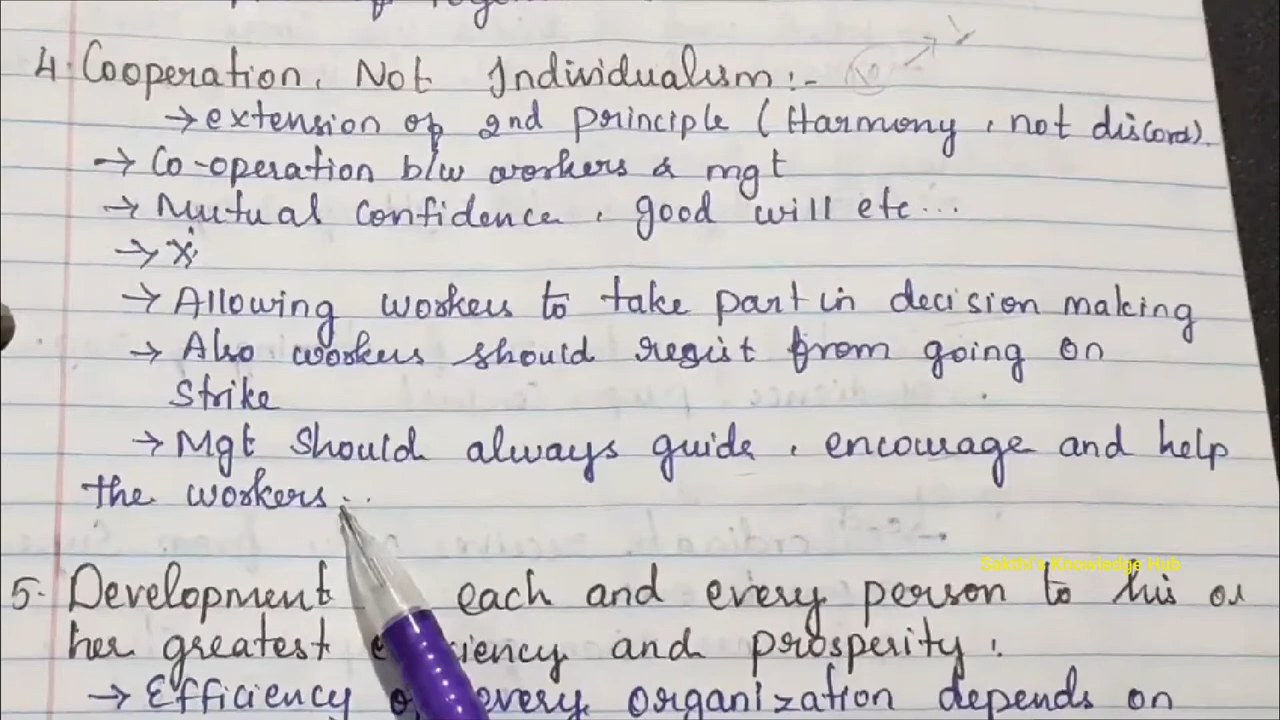 4. Cooperation, Not Individualism :-
→ extension of 2nd principle (Harmony, not discord).
→ Co-operation b/w workers & mgt
→ Mutual confidence, good will etc...
→
→ Allowing workers to take part in decision making
→ Also workers should resist from going on
Strike
→ Mgt should always guide, encourage and help
the workers...
Sakthi's Knowledge Hub
5. Development each and every person to his or
her greatest and prosperity.
→ Efficiency every organization depends on